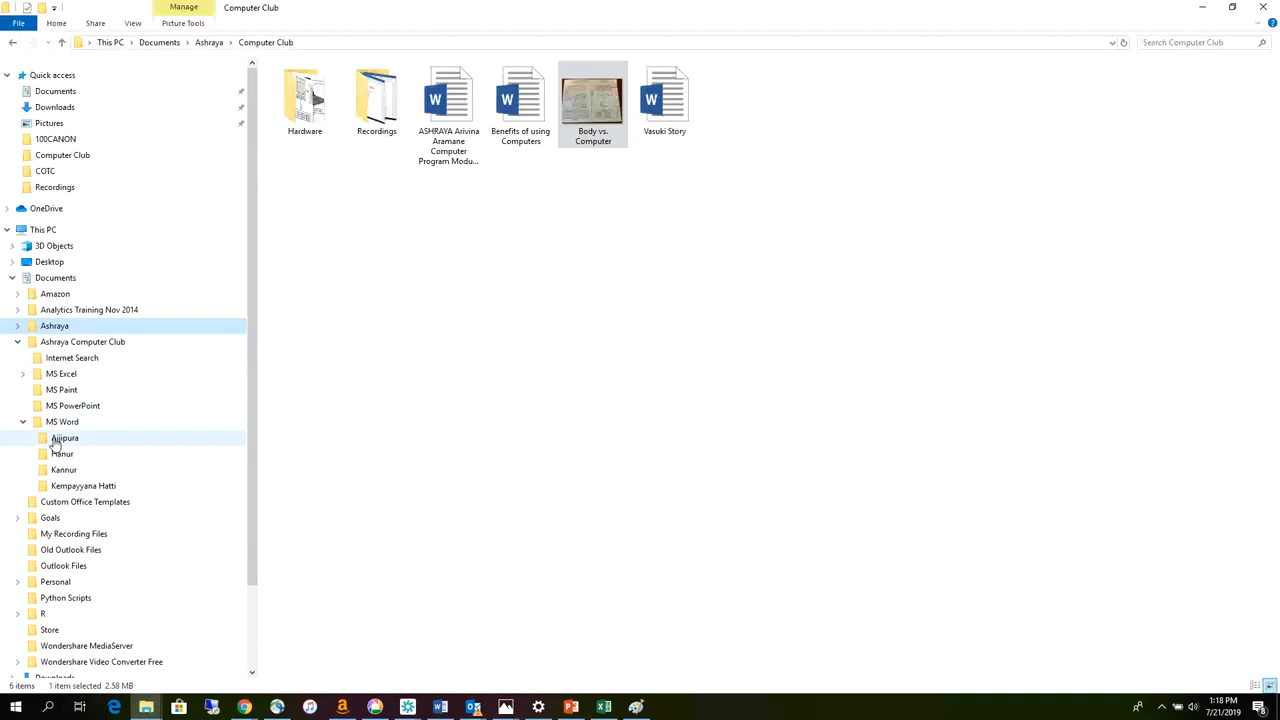 Manage
Computer Club
File
Home
Share
View
Picture Tools
This PC
Documents
Ashraya
Computer Club
Search Computer Club
Quick access
Documents
Downloads
Pictures
100CANON
Computer Club
COTC
Recordings
OneDrive
This PC
3D Objects
Desktop
Documents
Amazon
Analytics Training Nov 2014
Ashraya
Ashraya Computer Club
Internet Search
MS Excel
MS Paint
MS PowerPoint
MS Word
Ajjipura
Hanur
Kannur
Kempayyana Hatti
Custom Office Templates
Goals
My Recording Files
Old Outlook Files
Outlook Files
Personal
Python Scripts
R
Store
Wondershare MediaServer
Wondershare Video Converter Free
Downloads
Hardware
Recordings
ASHRAYA Arivina
Aramane
Computer
Program Modu...
Benefits of using
Computers
Body vs.
Computer
Vasuki Story
6 items
1 item selected 2.58 MB
1:18 PM
7/21/2019